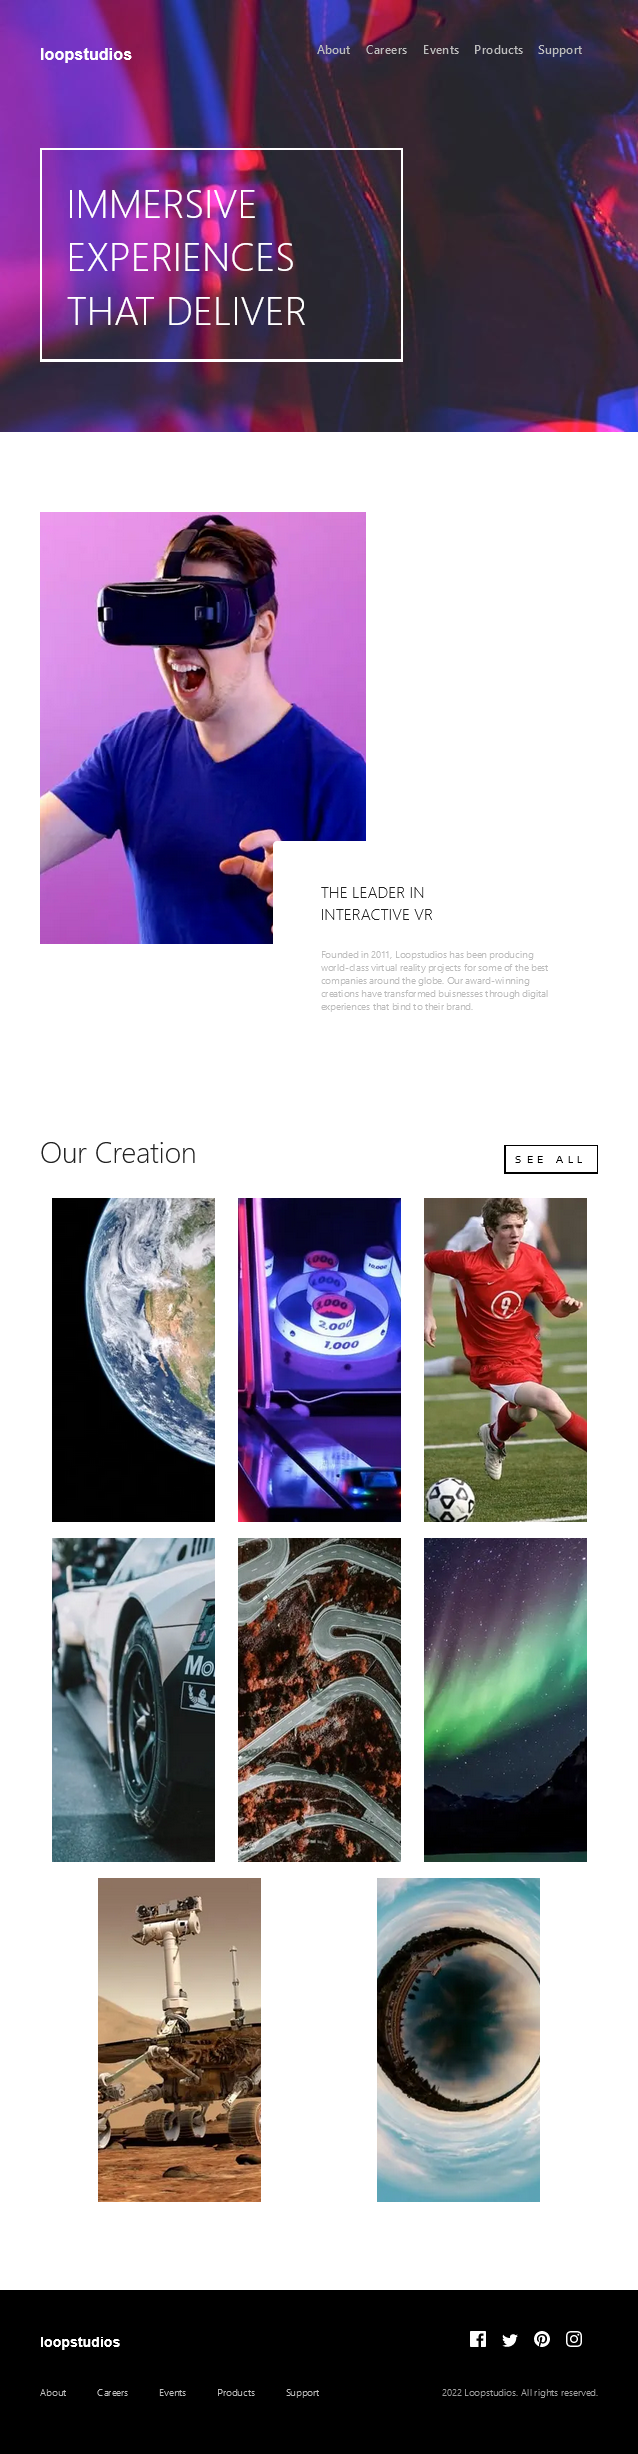 loopstudios
About Careers Events Products Support
IMMERSIVE
EXPERIENCES
THAT DELIVER
THE LEADER IN
INTERACTIVE VR
Founded in 2011, Loopstudios has been producing
world-class virtual reality projects for some of the best
companies around the globe. Our award-winning
creations have transformed buisnesses through digital
experiences that bind to their brand.
Our Creation
SEE ALL
10,000
4,000
3,000
2,000
1,000
9
loopstudios
About Careers Events Products Support
2022 Loopstudios. All rights reserved.